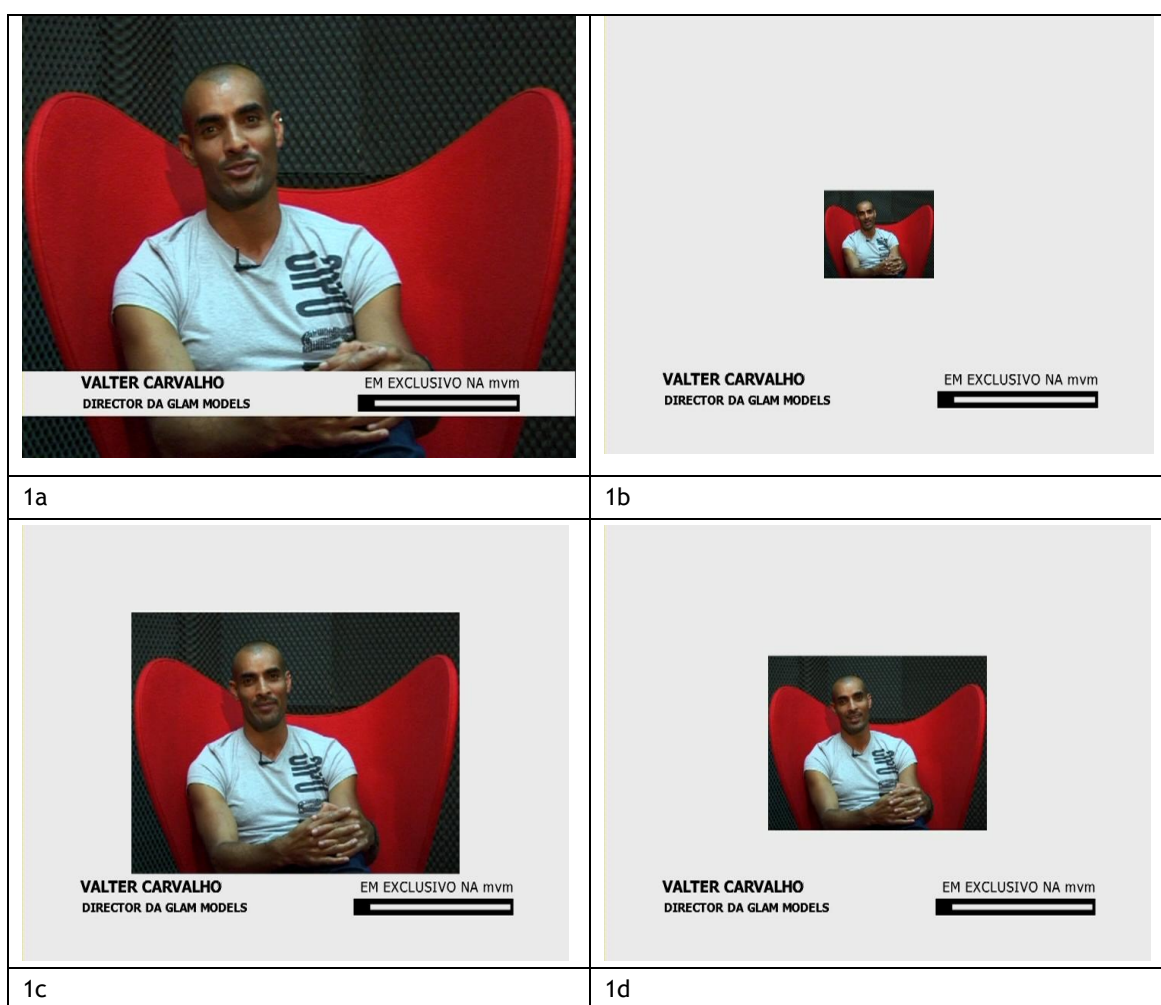 VALTER CARVALHO EM EXCLUSIVO NA mvm
DIRECTOR DA GLAM MODELS
VALTER CARVALHO EM EXCLUSIVO NA mvm
DIRECTOR DA GLAM MODELS
1a 1b
VALTER CARVALHO EM EXCLUSIVO NA mvm
DIRECTOR DA GLAM MODELS
VALTER CARVALHO EM EXCLUSIVO NA mvm
DIRECTOR DA GLAM MODELS
1c 1d